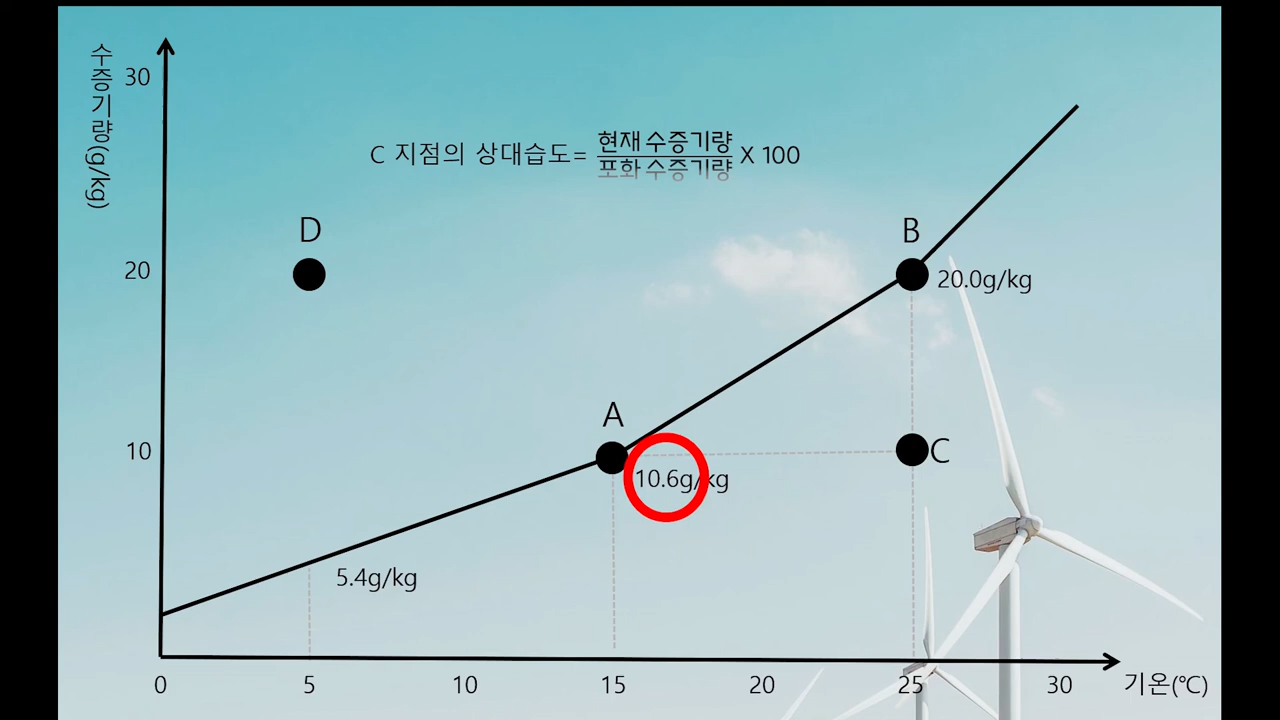 수증기량(g/kg)
30
C 지점의 상대습도= 현재 수증기량 X 100
포화 수증기량
D
B
20
20.0g/kg
A
10
C
10.6g/kg
5.4g/kg
0 5 10 15 20 25 30 기온(℃)